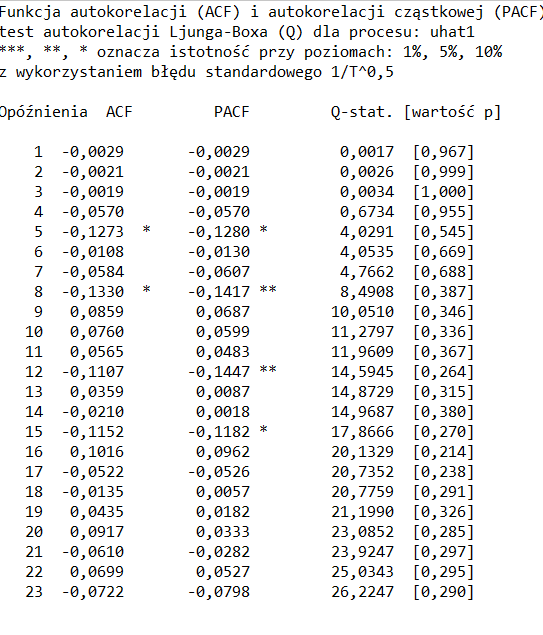 Funkcja autokorelacji (ACF) i autokorelacji cząstkowej (PACF)
test autokorelacji Ljunga-Boxa (Q) dla procesu: uhat1
***, **, * oznacza istotność przy poziomach: 1%, 5%, 10%
z wykorzystaniem błędu standardowego 1/T^0,5
Opóźnienia ACF PACF Q-stat. [wartość p]
1 -0,0029 -0,0029 0,0017 [0,967]
2 -0,0021 -0,0021 0,0026 [0,999]
3 -0,0019 -0,0019 0,0034 [1,000]
4 -0,0570 -0,0570 0,6734 [0,955]
5 -0,1273 * -0,1280 * 4,0291 [0,545]
6 -0,0108 -0,0130 4,0535 [0,669]
7 -0,0584 -0,0607 4,7662 [0,688]
8 -0,1330 * -0,1417 ** 8,4908 [0,387]
9 0,0859 0,0687 10,0510 [0,346]
10 0,0760 0,0599 11,2797 [0,336]
11 0,0565 0,0483 11,9609 [0,367]
12 -0,1107 -0,1447 ** 14,5945 [0,264]
13 0,0359 0,0087 14,8729 [0,315]
14 -0,0210 0,0018 14,9687 [0,380]
15 -0,1152 -0,1182 * 17,8666 [0,270]
16 0,1016 0,0962 20,1329 [0,214]
17 -0,0522 -0,0526 20,7352 [0,238]
18 -0,0135 0,0057 20,7759 [0,291]
19 0,0435 0,0182 21,1990 [0,326]
20 0,0917 0,0333 23,0852 [0,285]
21 -0,0610 -0,0282 23,9247 [0,297]
22 0,0699 0,0527 25,0343 [0,295]
23 -0,0722 -0,0798 26,2247 [0,290]